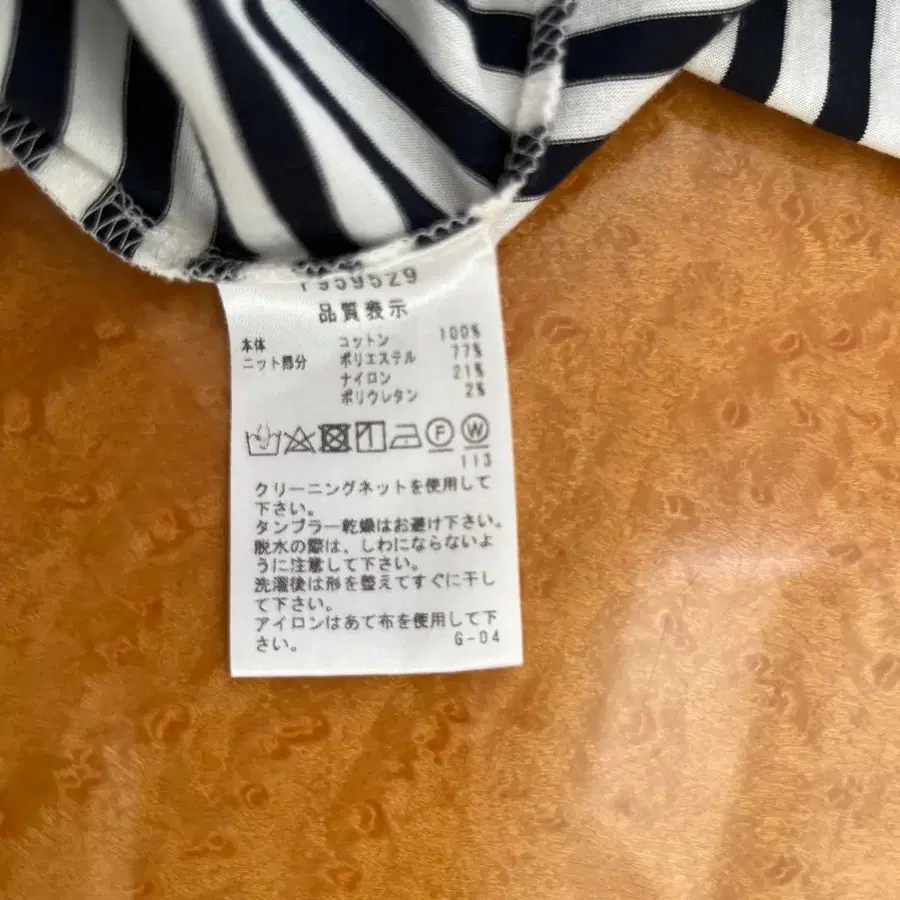 1959529
品質表示
本体 コットン 100%
ニット部分 ポリエステル 77%
ナイロン 21%
ポリウレタン 2%
F W
113
クリーニングネットを使用して
下さい。
タンブラー乾燥はお避け下さい。
脱水の際は、しわにならないよ
うに注意して下さい。
洗濯後は形を整えてすぐに干し
て下さい。
アイロンはあて布を使用して下
さい。 G-04